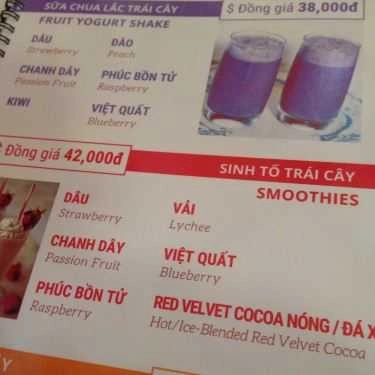 SỮA CHUA LẮC TRÁI CÂY
$ Đồng giá 38,000đ
FRUIT YOGURT SHAKE
DÂU
Strawberry
ĐÀO
Peach
CHANH DÂY
Passion Fruit
PHÚC BỒN TỬ
Raspberry
KIWI
VIỆT QUẤT
Blueberry
Đồng giá 42,000đ
SINH TỐ TRÁI CÂY
SMOOTHIES
DÂU
Strawberry
VẢI
Lychee
CHANH DÂY
Passion Fruit
VIỆT QUẤT
Blueberry
PHÚC BỒN TỬ
Raspberry
RED VELVET COCOA NÓNG / ĐÁ X
Hot/Ice-Blended Red Velvet Cocoa